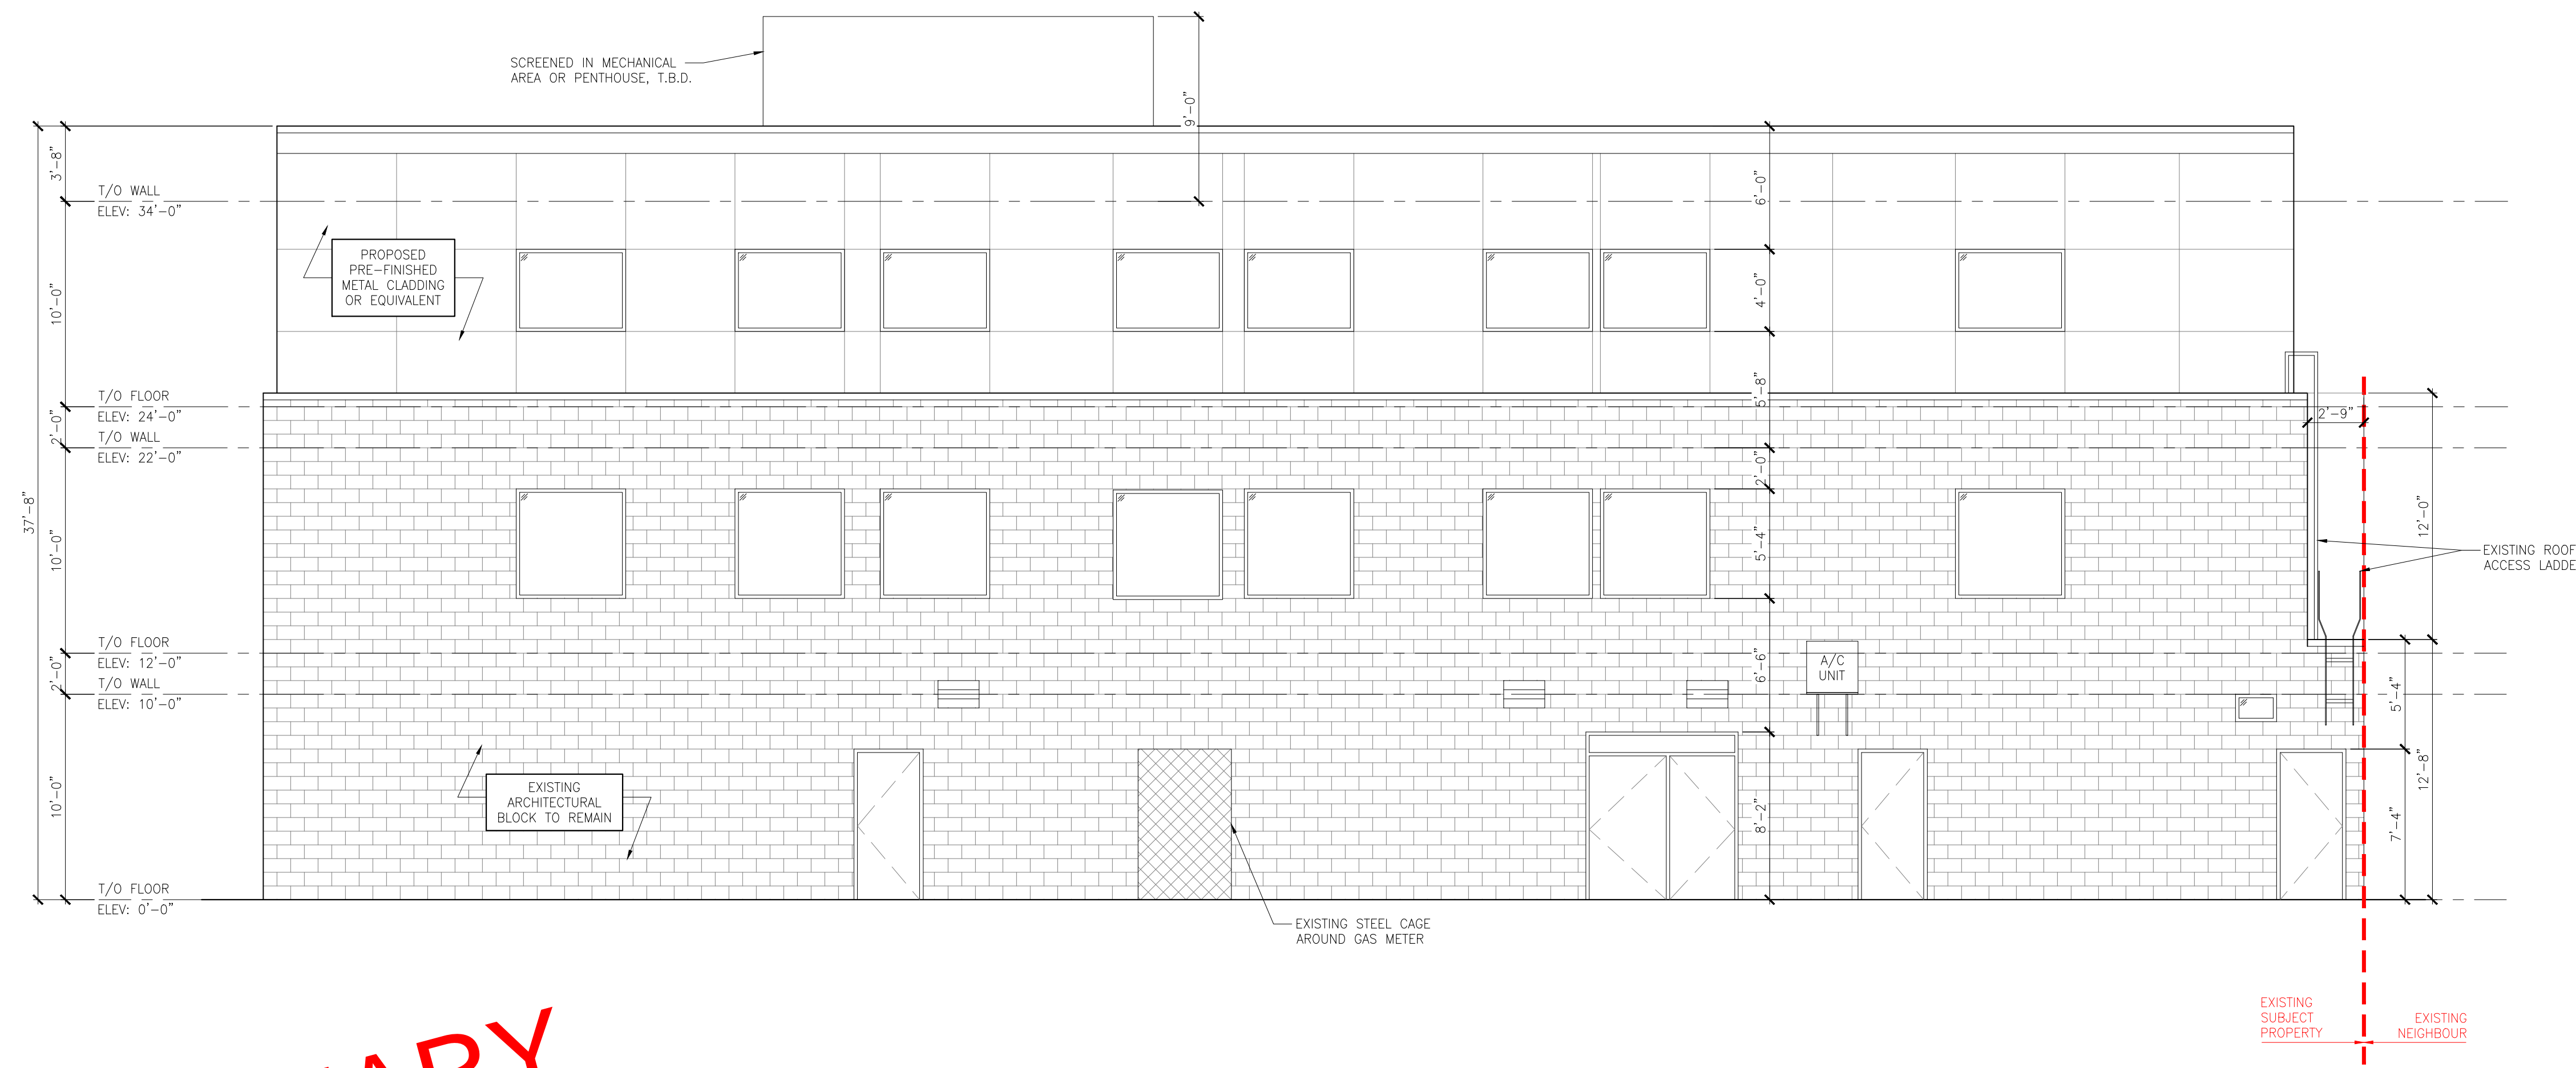 SCREENED IN MECHANICAL
AREA OR PENTHOUSE, T.B.D.
9'-0"
3'-8"
T/O WALL
ELEV: 34'-0"
6'-0"
PROPOSED
PRE-FINISHED
METAL CLADDING
OR EQUIVALENT
10'-0"
4'-0"
5'-8"
T/O FLOOR
ELEV: 24'-0"
2'-0"
T/O WALL
ELEV: 22'-0"
2'-9"
2'-0"
37'-8"
10'-0"
5'-4"
12'-0"
EXISTING ROOF
ACCESS LADDE
T/O FLOOR
ELEV: 12'-0"
2'-0"
T/O WALL
ELEV: 10'-0"
6'-6"
A/C
UNIT
5'-4"
12'-8"
7'-4"
10'-0"
EXISTING
ARCHITECTURAL
BLOCK TO REMAIN
8'-2"
T/O FLOOR
ELEV: 0'-0"
EXISTING STEEL CAGE
AROUND GAS METER
EXISTING
SUBJECT
PROPERTY
EXISTING
NEIGHBOUR
ARY